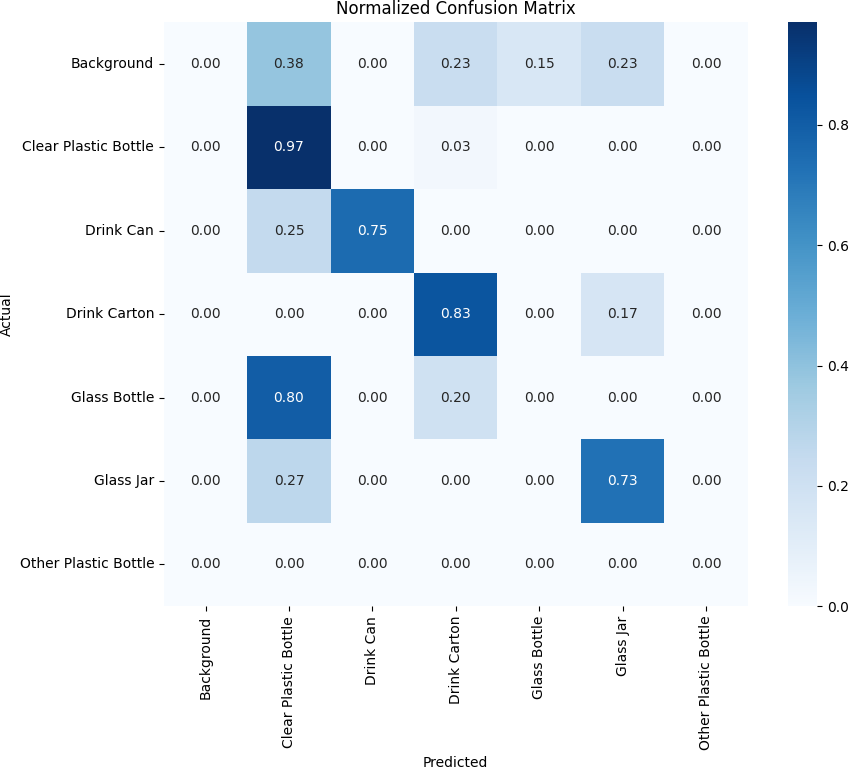 Normalized Confusion Matrix
Background 0.00 0.38 0.00 0.23 0.15 0.23 0.00
Clear Plastic Bottle 0.00 0.97 0.00 0.03 0.00 0.00 0.00
Drink Can 0.00 0.25 0.75 0.00 0.00 0.00 0.00
Drink Carton 0.00 0.00 0.00 0.83 0.00 0.17 0.00
Glass Bottle 0.00 0.80 0.00 0.20 0.00 0.00 0.00
Glass Jar 0.00 0.27 0.00 0.00 0.00 0.73 0.00
Other Plastic Bottle 0.00 0.00 0.00 0.00 0.00 0.00 0.00
Actual
Background
Clear Plastic Bottle
Drink Can
Drink Carton
Glass Bottle
Glass Jar
Other Plastic Bottle
Predicted
0.8
0.6
0.4
0.2
0.0